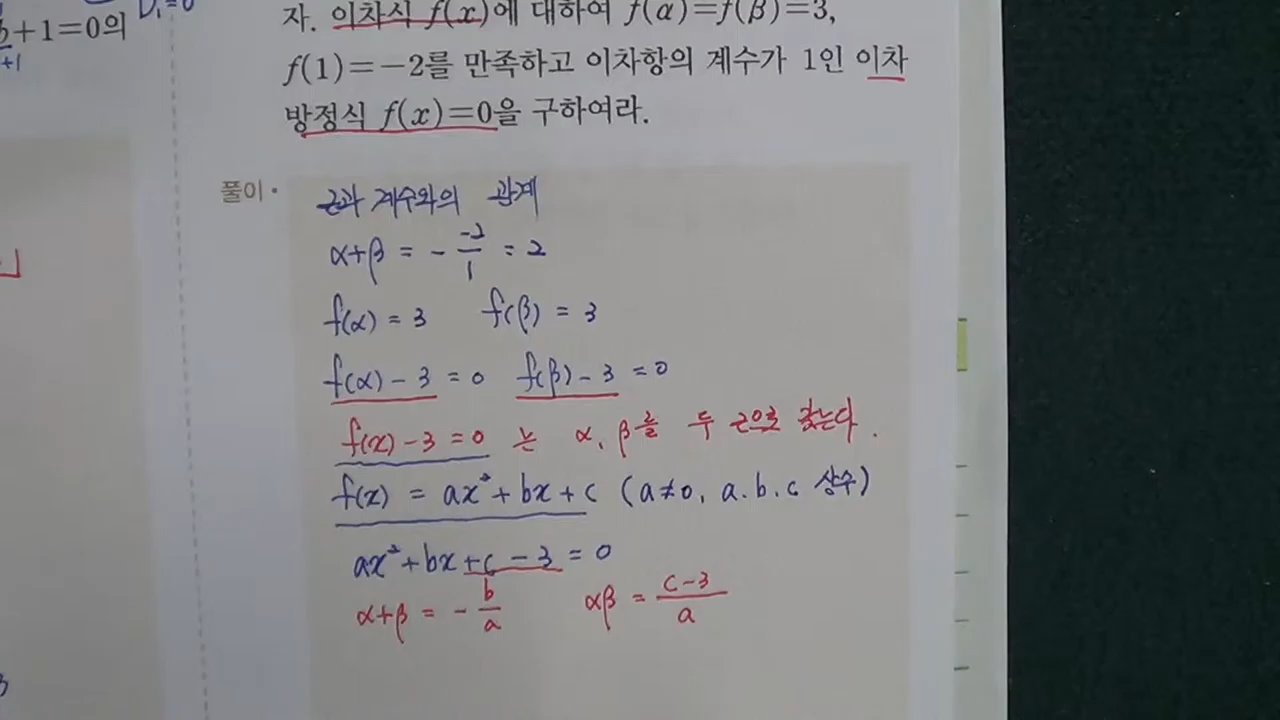 +1=0의
D₁=0
+1
자. 이차식 f(x)에 대하여 f(α)=f(β)=3,
f(1)=-2를 만족하고 이차항의 계수가 1인 이차
방정식 f(x)=0을 구하여라.
풀이 •
근과 계수와의 관계
α+β = - -2/1 = 2
f(α) = 3 f(β) = 3
f(α) - 3 = 0 f(β) - 3 = 0
f(x) - 3 = 0 는 α, β를 두 근으로 갖는다.
f(x) = ax² + bx + c (a≠0, a.b.c 상수)
ax² + bx + c - 3 = 0
α+β = - b/a αβ = c-3/a